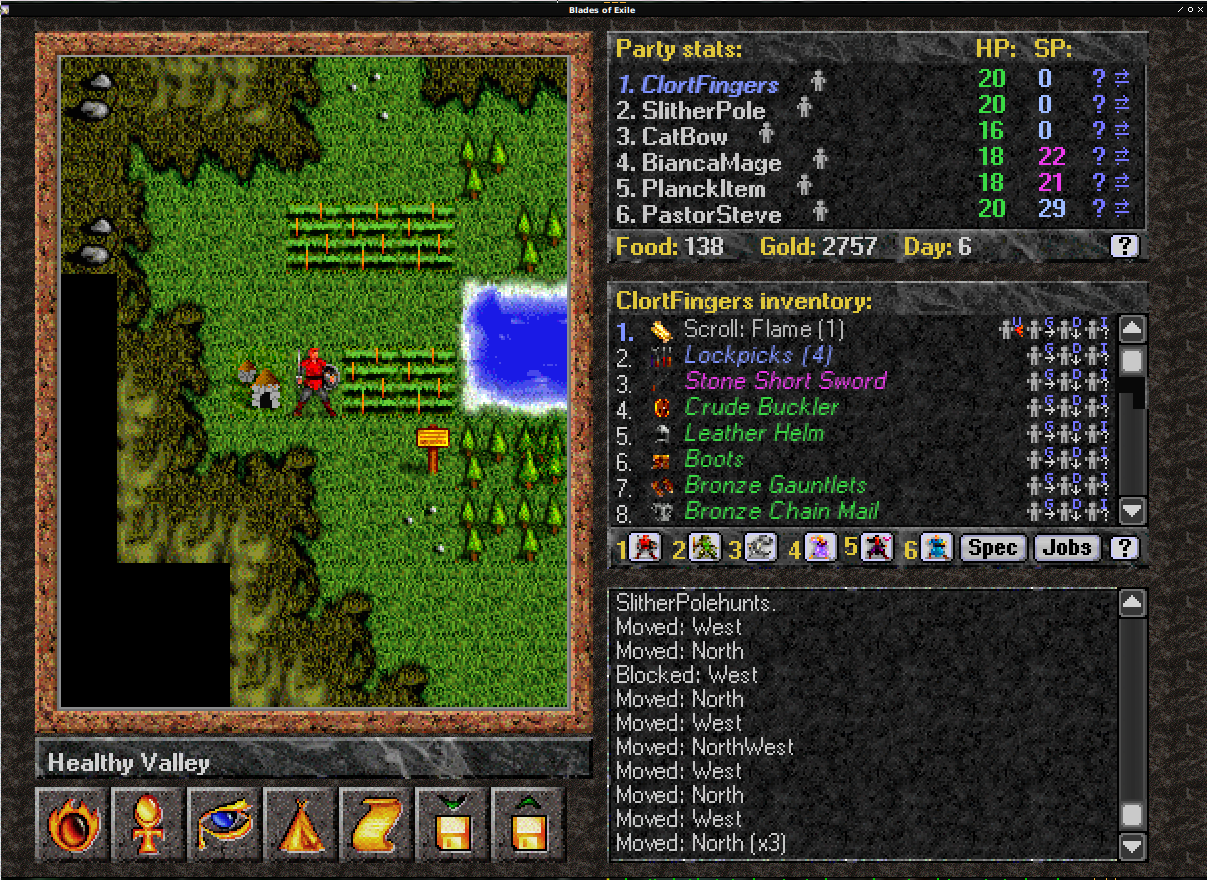 Blades of Exile
Party stats: HP: SP:
1. ClortFingers 20 0 ?
2. SlitherPole 20 0 ?
3. CatBow 16 0 ?
4. BiancaMage 18 22 ?
5. PlanckItem 18 21 ?
6. PastorSteve 20 29 ?
Food: 138 Gold: 2757 Day: 6 ?
ClortFingers inventory:
1. Scroll: Flame (1) U G D I
2. Lockpicks (4) G D I
3. Stone Short Sword G D I
4. Crude Buckler G D I
5. Leather Helm G D I
6. Boots G D I
7. Bronze Gauntlets G D I
8. Bronze Chain Mail G D I
1 2 3 4 5 6 Spec Jobs ?
SlitherPolehunts.
Moved: West
Moved: North
Blocked: West
Moved: North
Moved: West
Moved: NorthWest
Moved: West
Moved: North
Moved: West
Moved: North (x3)
Healthy Valley